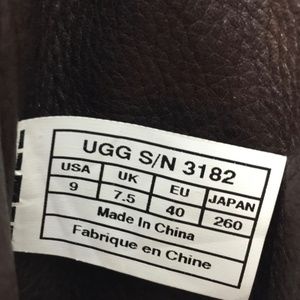 UGG S/N 3182
USA UK EU JAPAN
9 7.5 40 260
Made In China
Fabrique en Chine